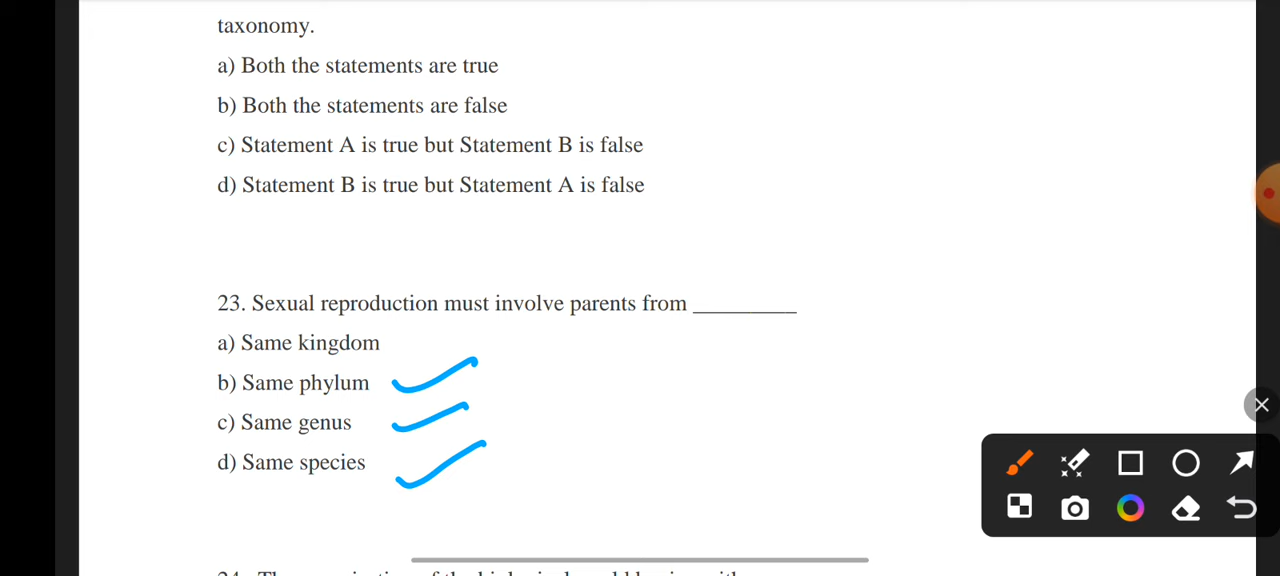 taxonomy.
a) Both the statements are true
b) Both the statements are false
c) Statement A is true but Statement B is false
d) Statement B is true but Statement A is false
23. Sexual reproduction must involve parents from _________
a) Same kingdom
b) Same phylum
c) Same genus
d) Same species